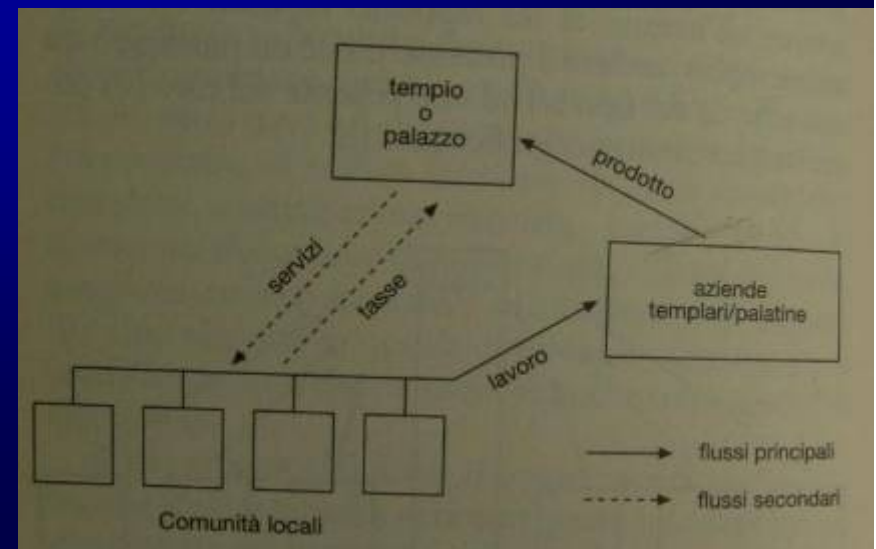 tempio
o
palazzo
prodotto
servizi
tasse
aziende
templari/palatine
lavoro
Comunità locali
flussi principali
flussi secondari